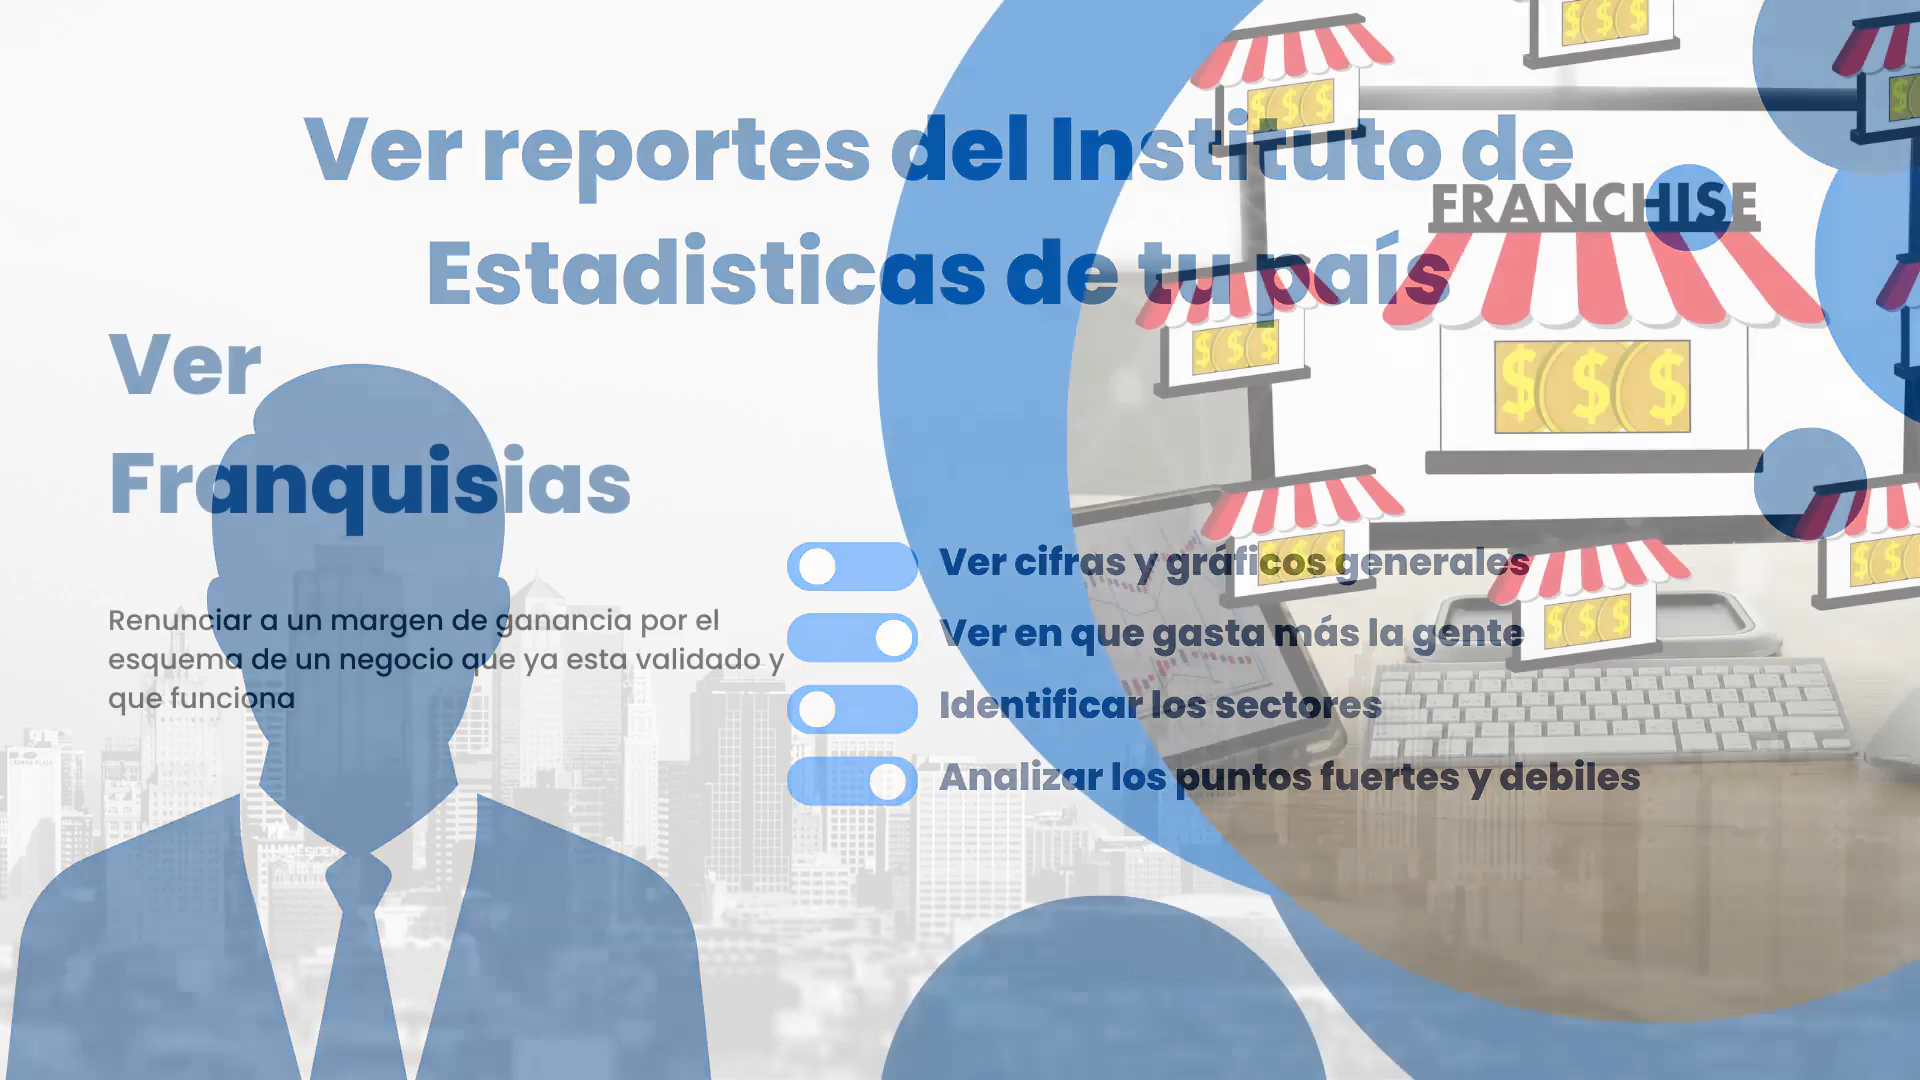 Ver reportes del Instituto de
Estadisticas de tu país
FRANCHISE
Ver
Franquisias
Renunciar a un margen de ganancia por el
esquema de un negocio que ya esta validado y
que funciona
Ver cifras y gráficos generales
Ver en que gasta más la gente
Identificar los sectores
Analizar los puntos fuertes y debiles